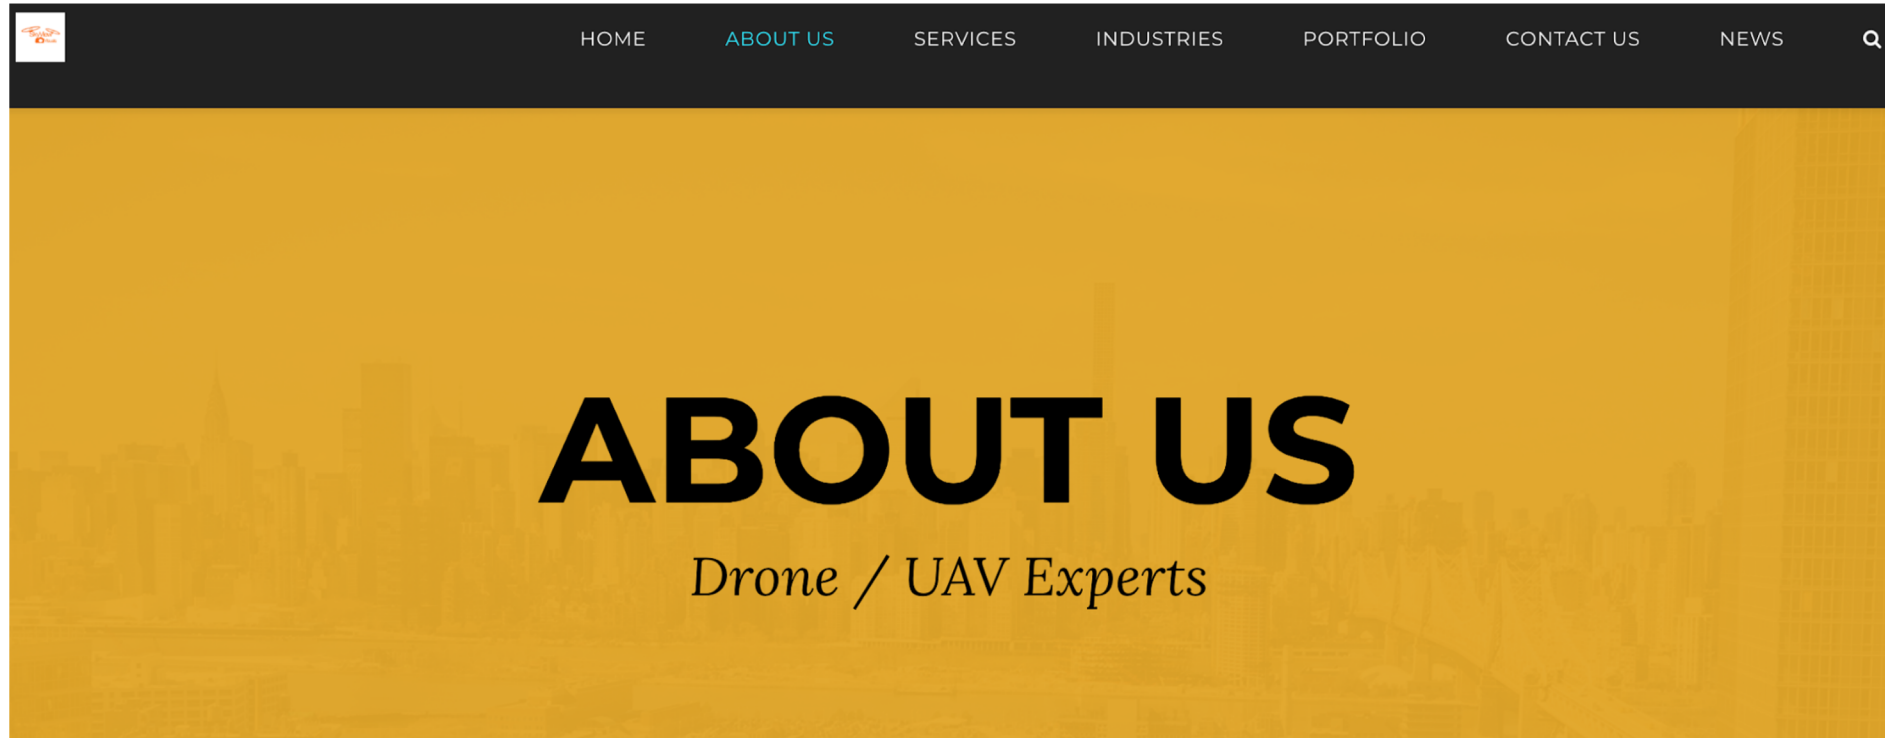 HOME ABOUT US SERVICES INDUSTRIES PORTFOLIO CONTACT US NEWS
ABOUT US
Drone / UAV Experts